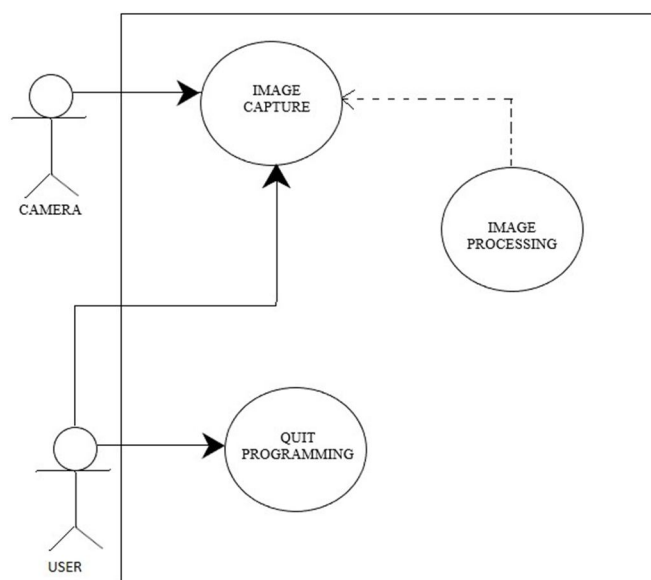 IMAGE
CAPTURE
CAMERA
IMAGE
PROCESSING
QUIT
PROGRAMMING
USER